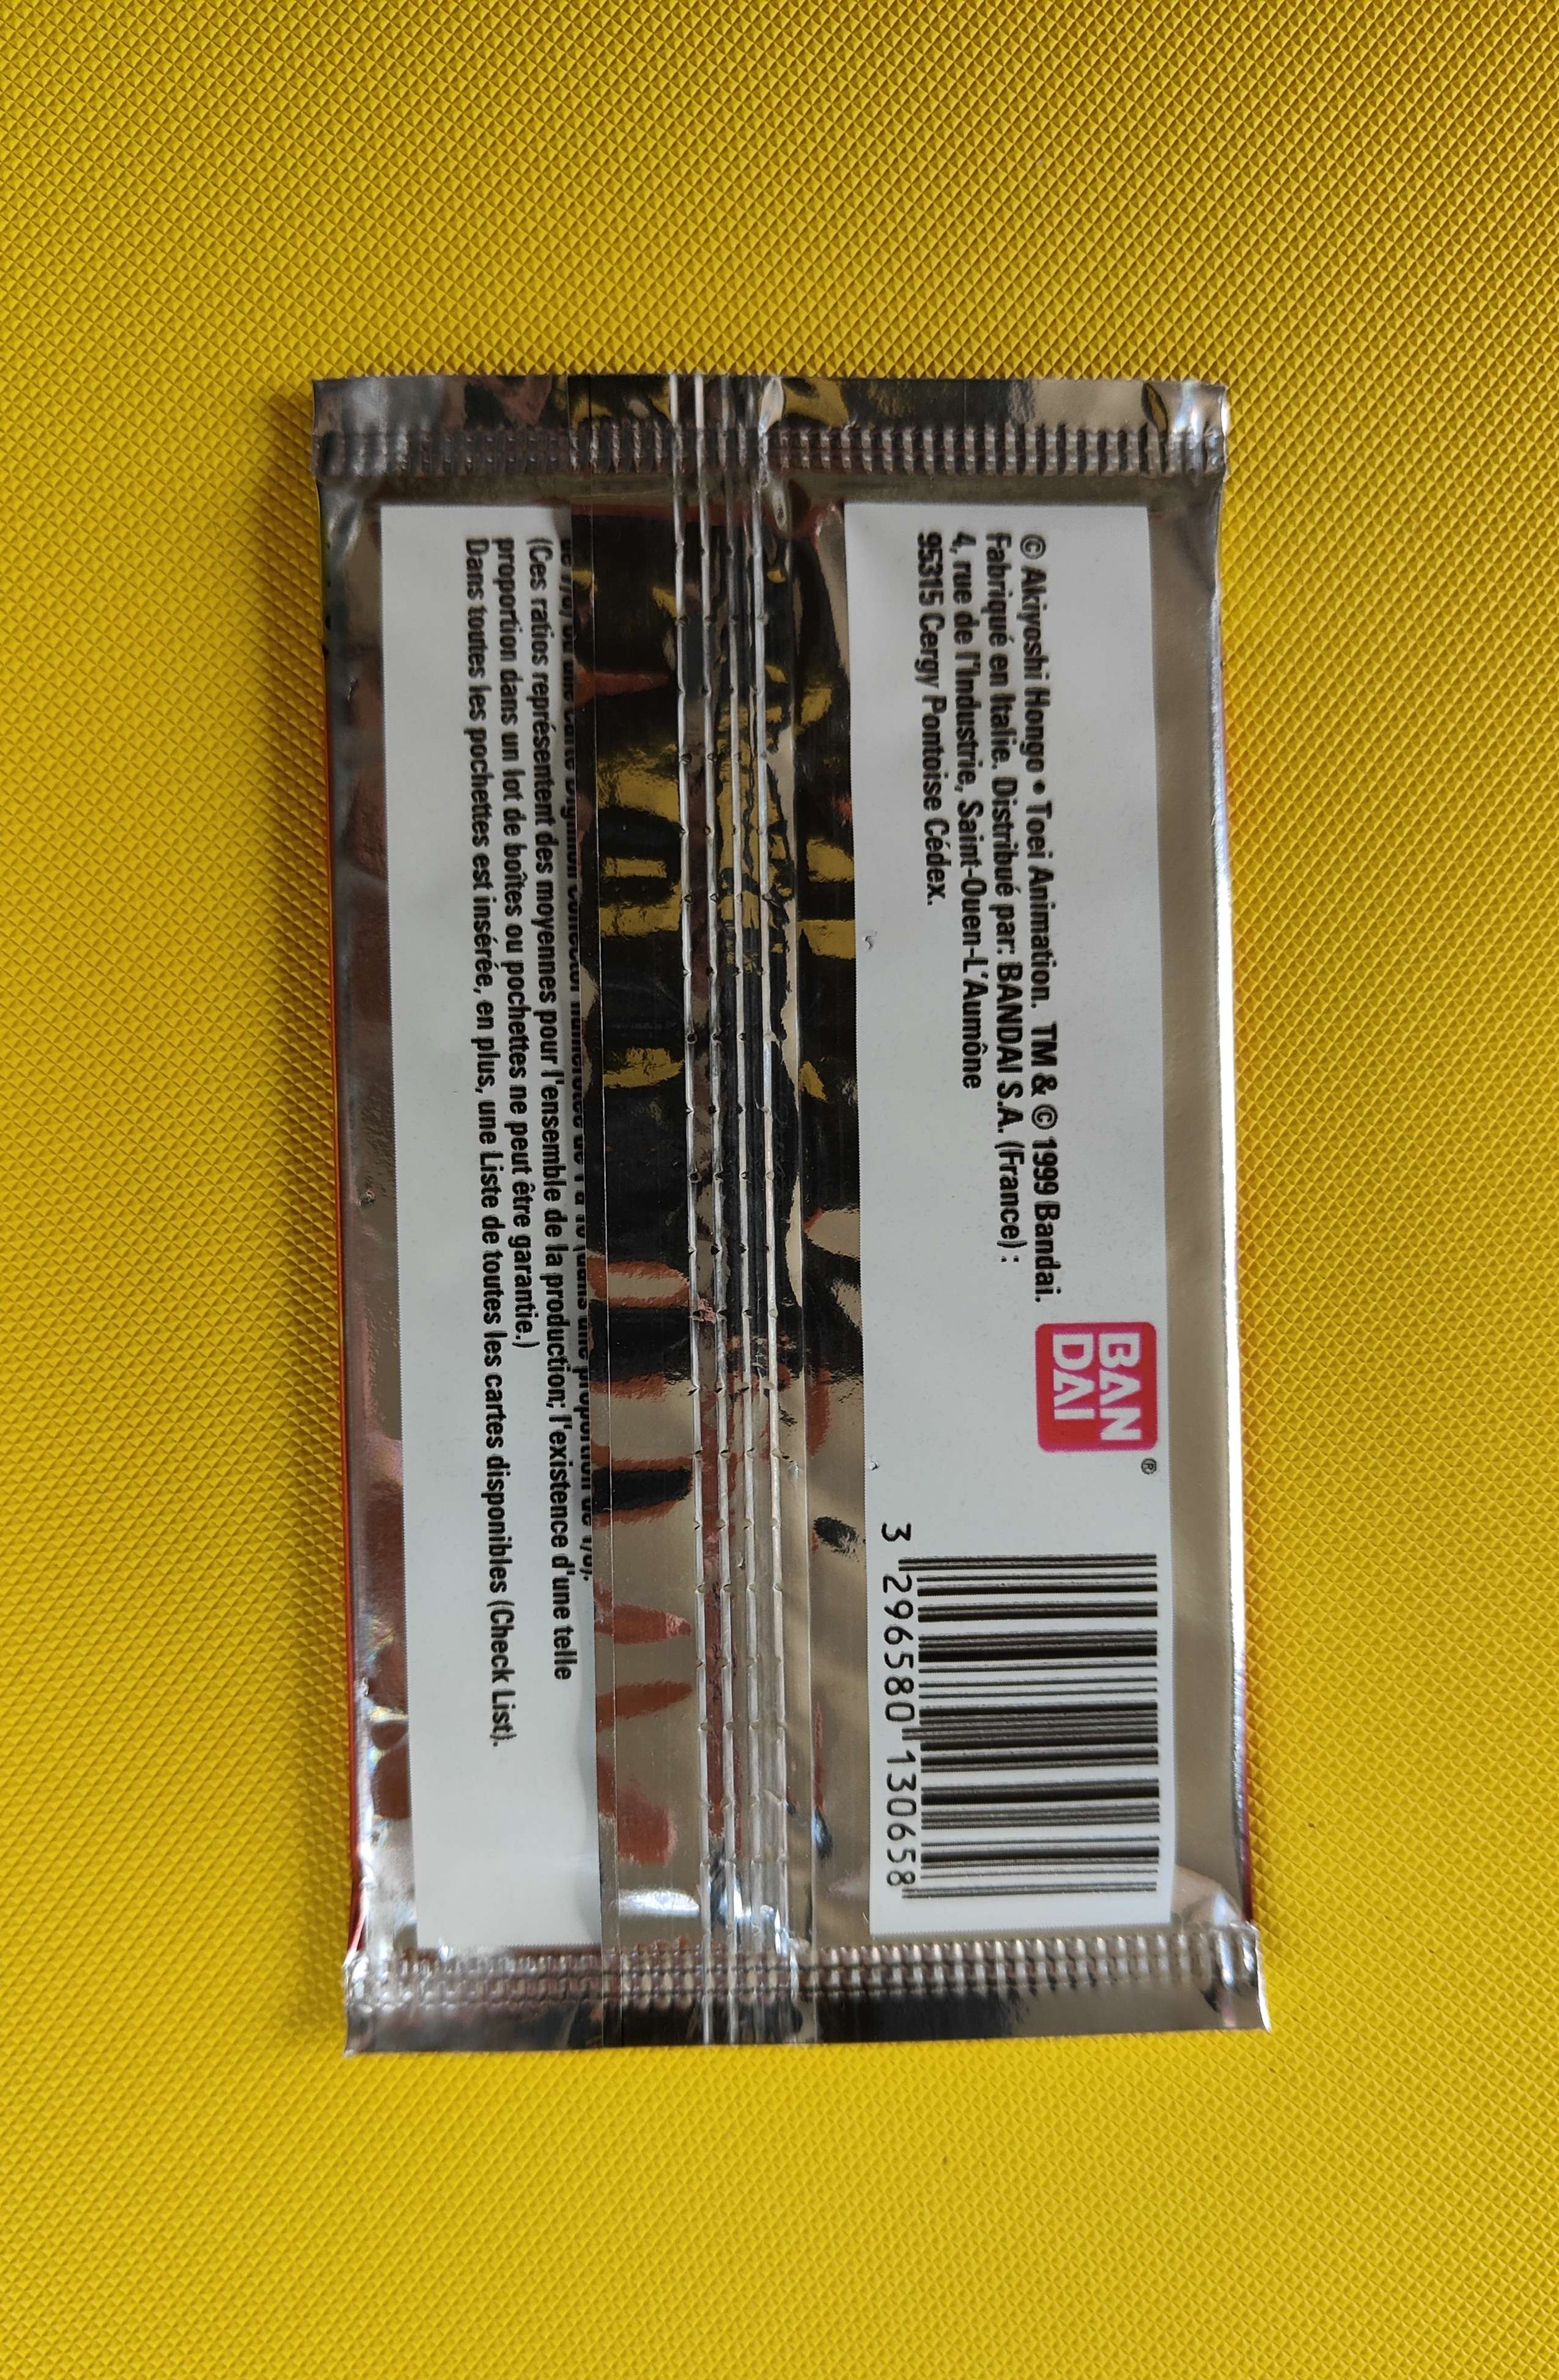 © Akiyoshi Hongo • Toei Animation. TM & © 1999 Bandai.
Fabriqué en Italie. Distribué par: BANDAI S.A. (France) :
4, rue de l'Industrie, Saint-Ouen-L'Aumône
95315 Cergy Pontoise Cédex.
BAN
DAI
®
3 296580 130658
(Ces ratios représentent des moyennes pour l'ensemble de la production; l'existence d'une telle
proportion dans un lot de boîtes ou pochettes ne peut être garantie.)
Dans toutes les pochettes est insérée, en plus, une Liste de toutes les cartes disponibles (Check List).